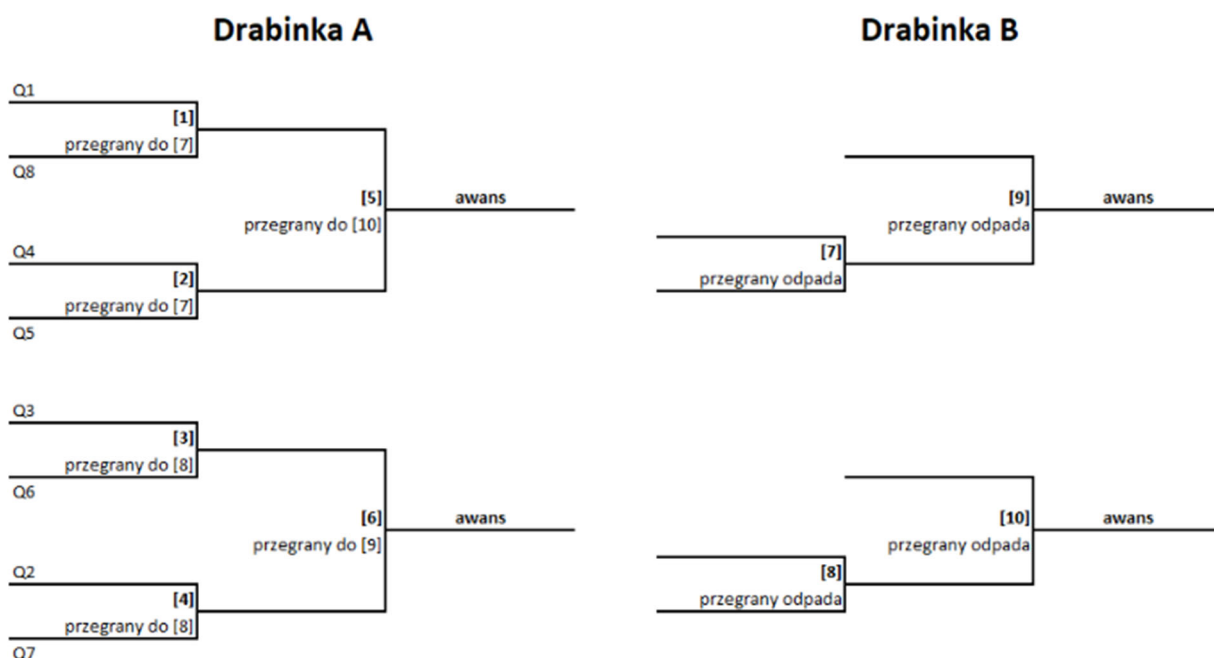 Drabinka A
Q1
[1]
przegrany do [7]
Q8
[5]
awans
przegrany do [10]
Q4
[2]
przegrany do [7]
Q5
Q3
[3]
przegrany do [8]
Q6
[6]
awans
przegrany do [9]
Q2
[4]
przegrany do [8]
Q7
Drabinka B
[9]
awans
przegrany odpada
[7]
przegrany odpada
[10]
awans
przegrany odpada
[8]
przegrany odpada